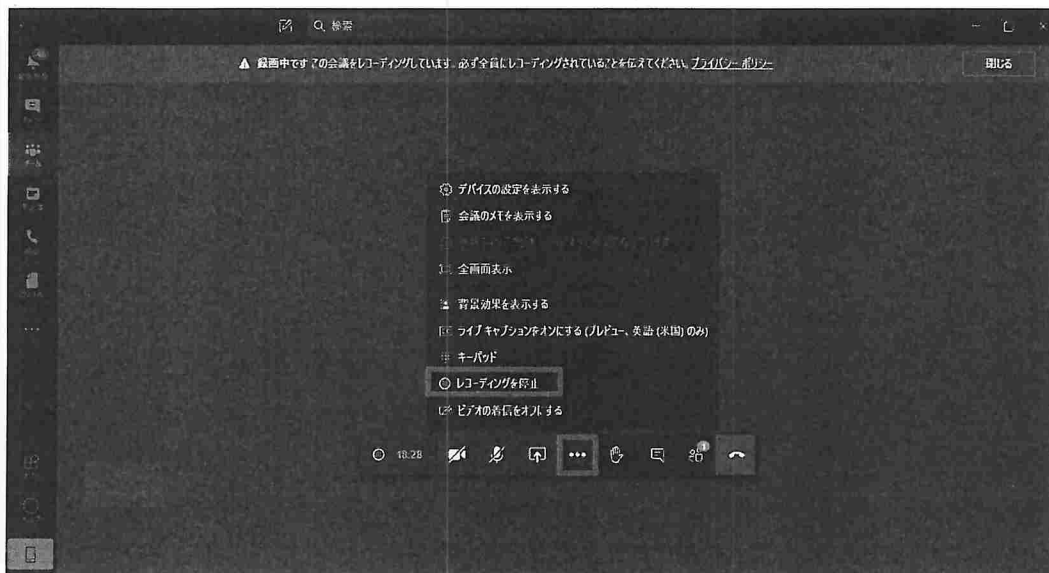 検索
録画中です この会議をレコーディングしています。必ず全員にレコーディングされていることを伝えてください。プライバシー ポリシー
閉じる
デバイスの設定を表示する
会議のメモを表示する
全画面表示
背景効果を表示する
ライブ キャプションをオンにする (プレビュー、英語 (米国) のみ)
キーパッド
レコーディングを停止
ビデオの着信をオフにする
18:28
1